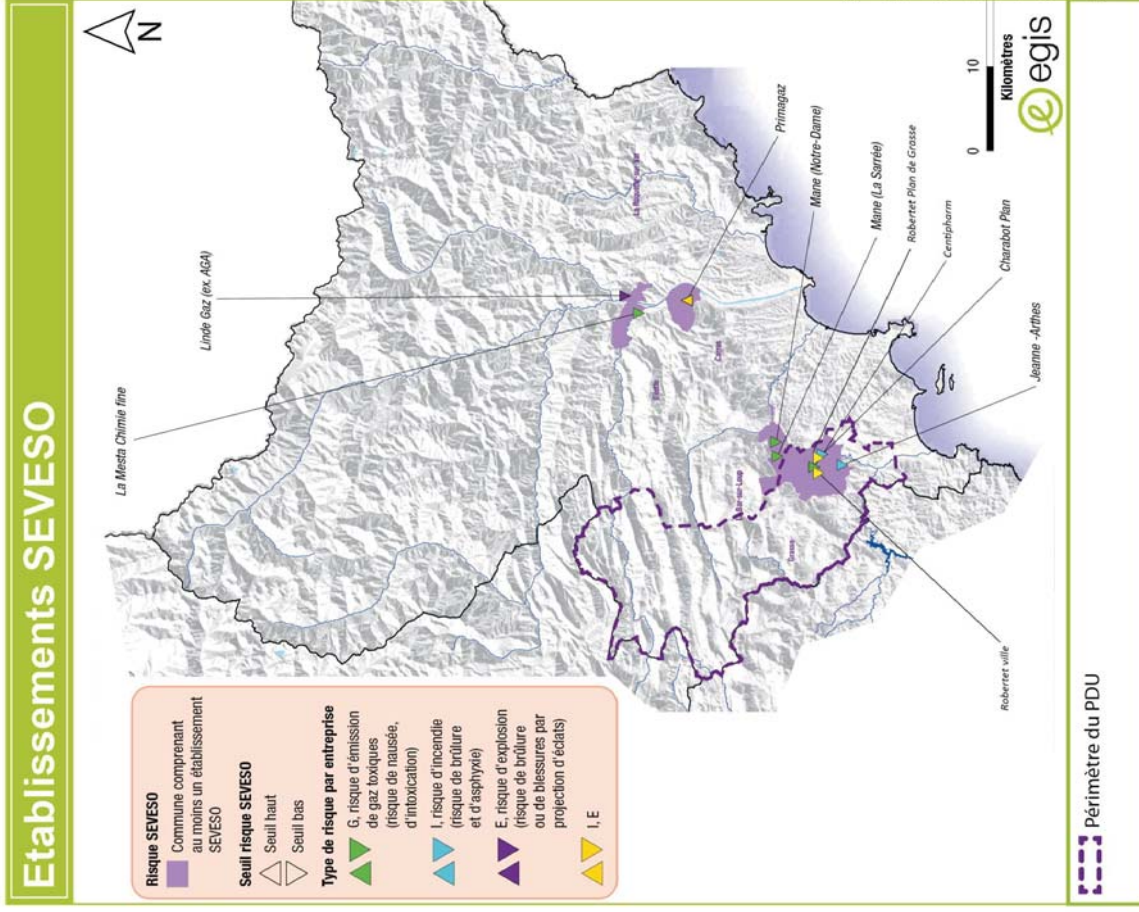 Etablissements SEVESO
N
Risque SEVESO
Commune comprenant
au moins un établissement
SEVESO
Seuil risque SEVESO
Seuil haut
Seuil bas
Type de risque par entreprise
G, risque d'émission
de gaz toxiques
(risque de nausée,
d'intoxication)
I, risque d'incendie
(risque de brûlure
et d'asphyxie)
E, risque d'explosion
(risque de brûlure
ou de blessures par
projection d'éclats)
I, E
La Mesta Chimie fine
Linde Gaz (ex. AGA)
Carros
Grasse
Primagaz
Mane (Notre-Dame)
Mane (La Sarrée)
Robertet Plan de Grasse
Centipharm
Charabot Plan
Jeanne -Arthes
Robertet ville
0 10
Kilomètres
egis
Périmètre du PDU